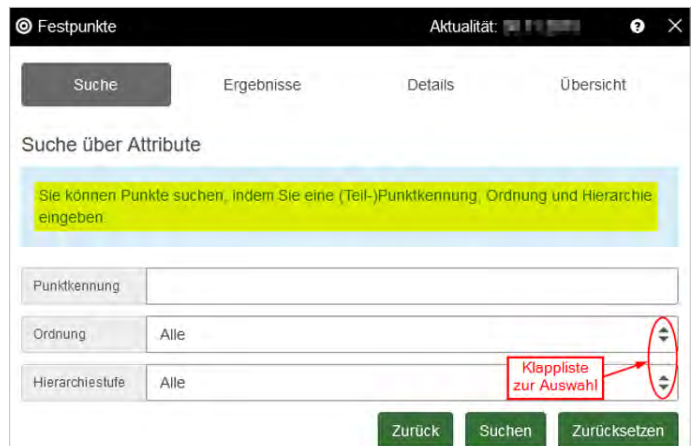 Festpunkte Aktualität:
Suche Ergebnisse Details Übersicht
Suche über Attribute
Sie können Punkte suchen, indem Sie eine (Teil-)Punktkennung, Ordnung und Hierarchie
eingeben
Punktkennung
Ordnung Alle
Klappliste
zur Auswahl
Hierarchiestufe Alle
Zurück Suchen Zurücksetzen